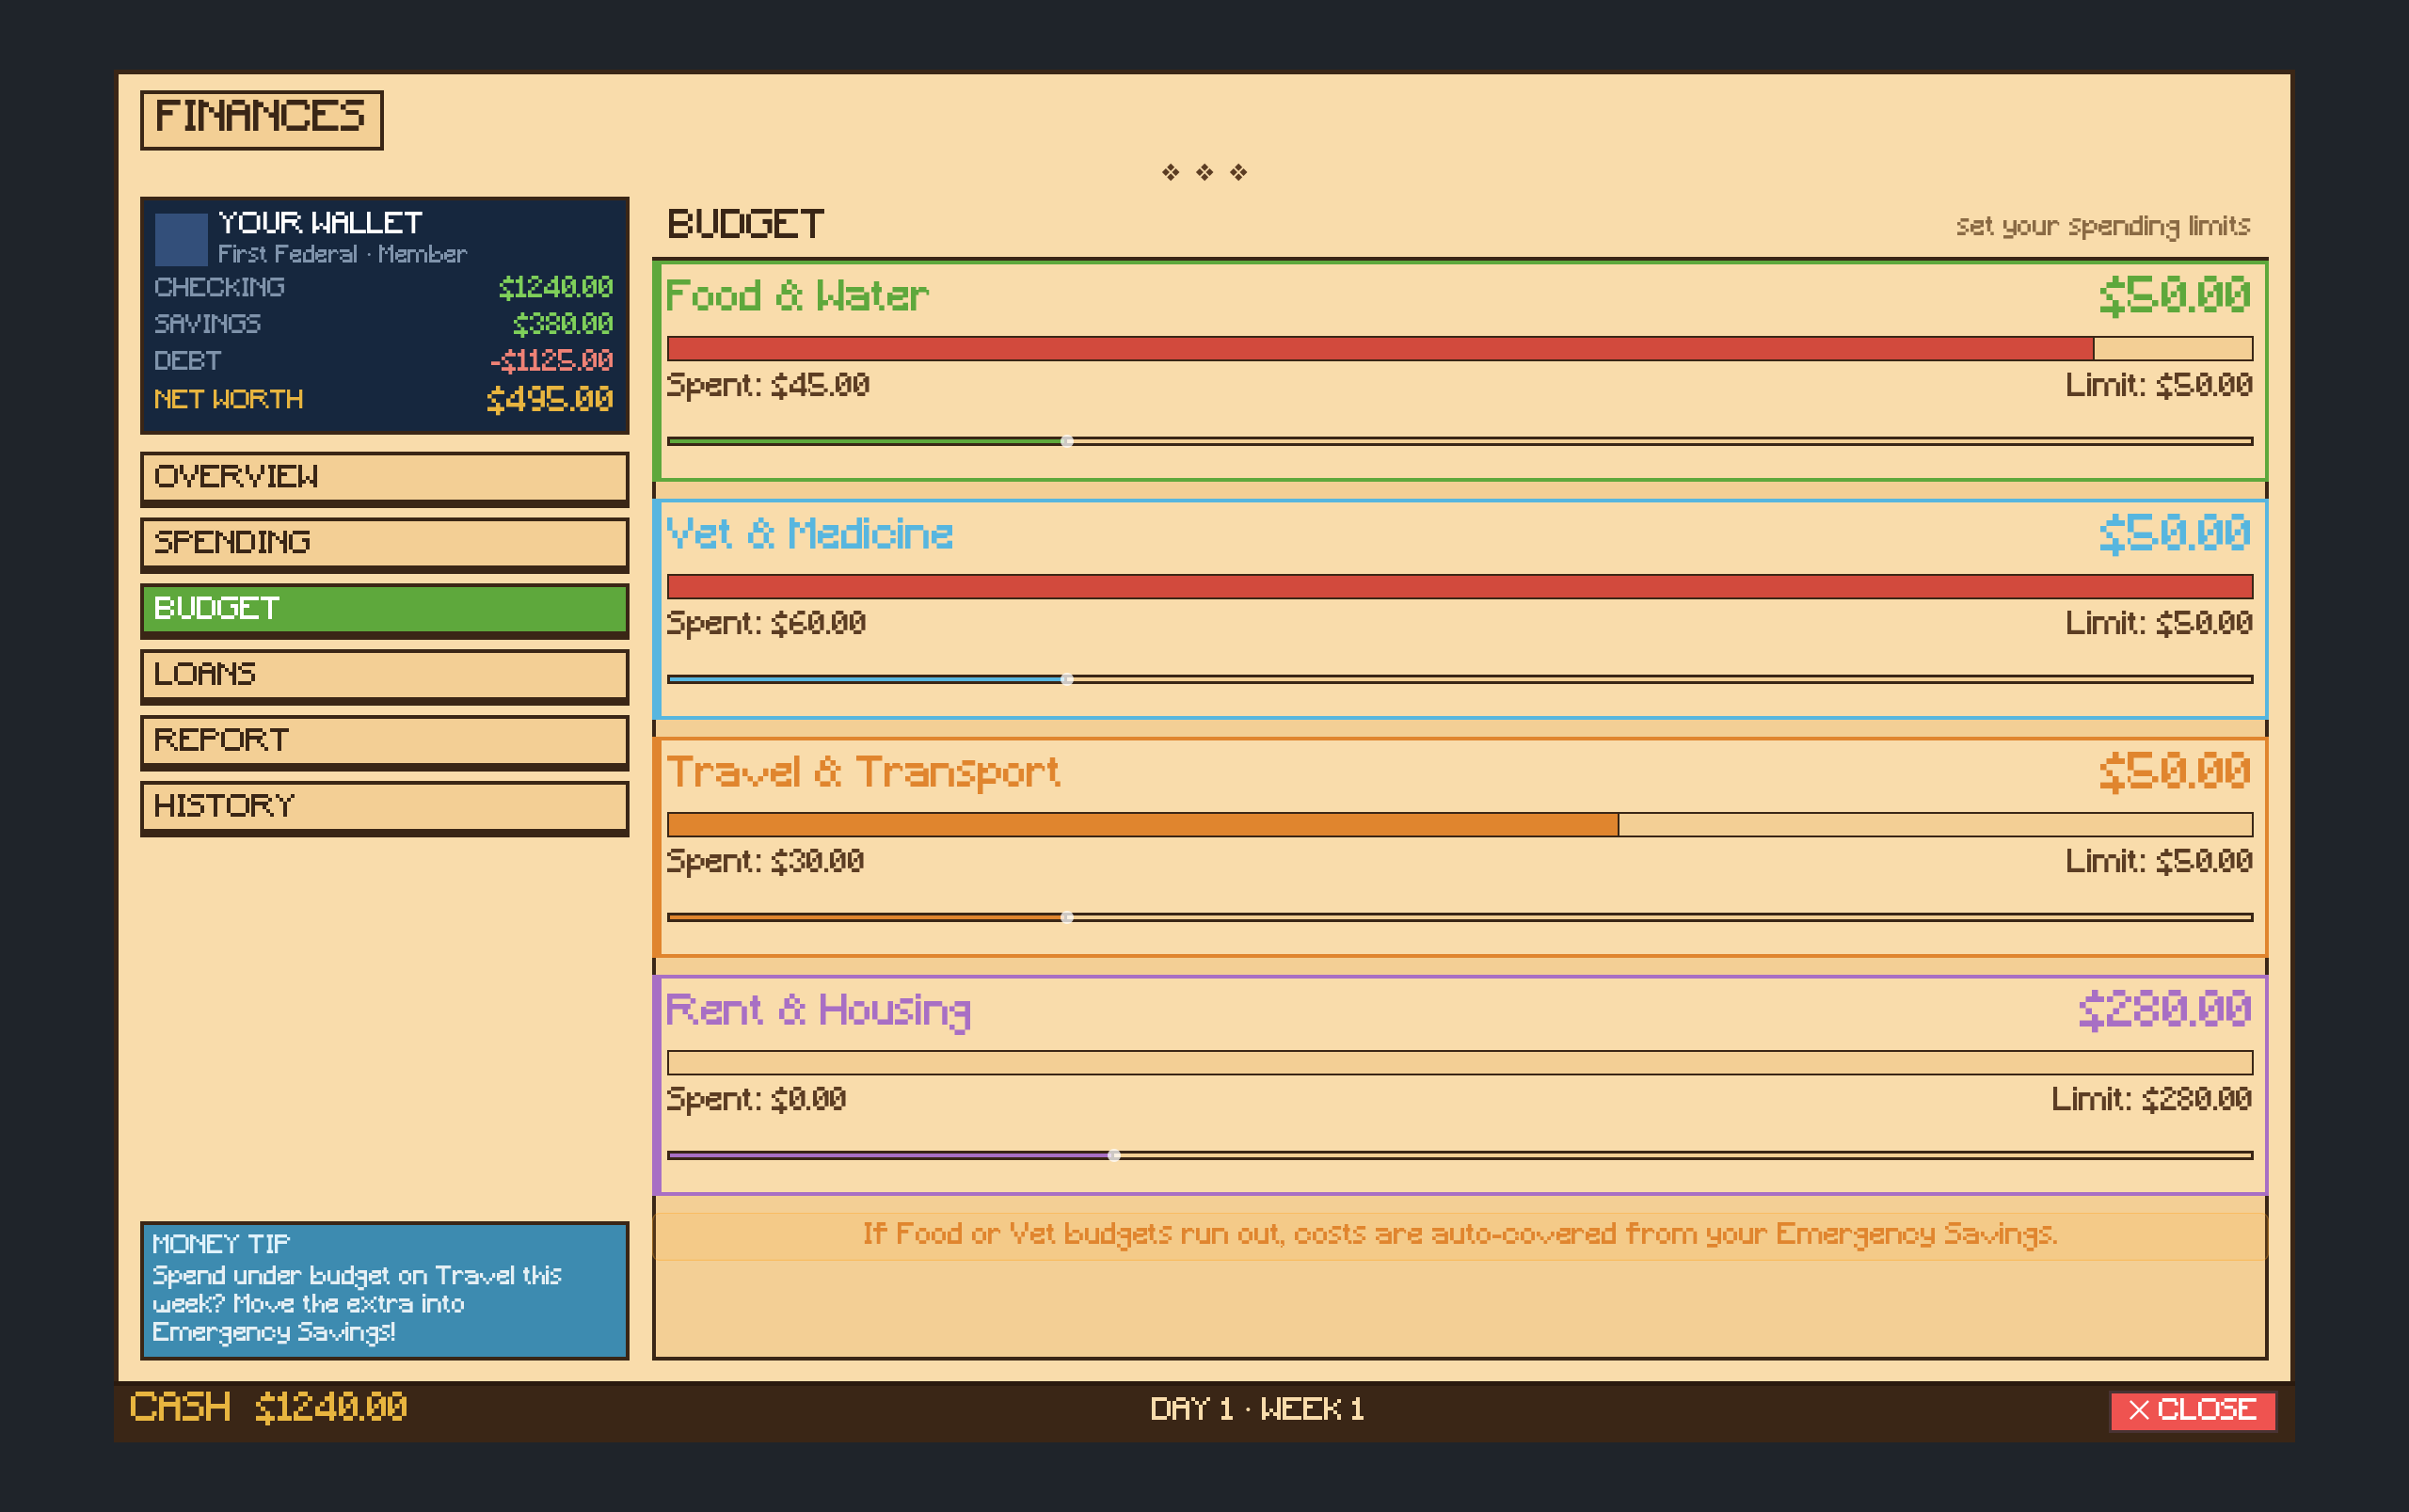 FINANCES
YOUR WALLET
First Federal · Member
CHECKING $1240.00
SAVINGS $380.00
DEBT -$1125.00
NET WORTH $495.00
OVERVIEW
SPENDING
BUDGET
LOANS
REPORT
HISTORY
MONEY TIP
Spend under budget on Travel this
week? Move the extra into
Emergency Savings!
BUDGET set your spending limits
Food & Water $50.00
Spent: $45.00 Limit: $50.00
Vet & Medicine $50.00
Spent: $60.00 Limit: $50.00
Travel & Transport $50.00
Spent: $30.00 Limit: $50.00
Rent & Housing $280.00
Spent: $0.00 Limit: $280.00
If Food or Vet budgets run out, costs are auto-covered from your Emergency Savings.
CASH $1240.00 DAY 1 · WEEK 1 × CLOSE